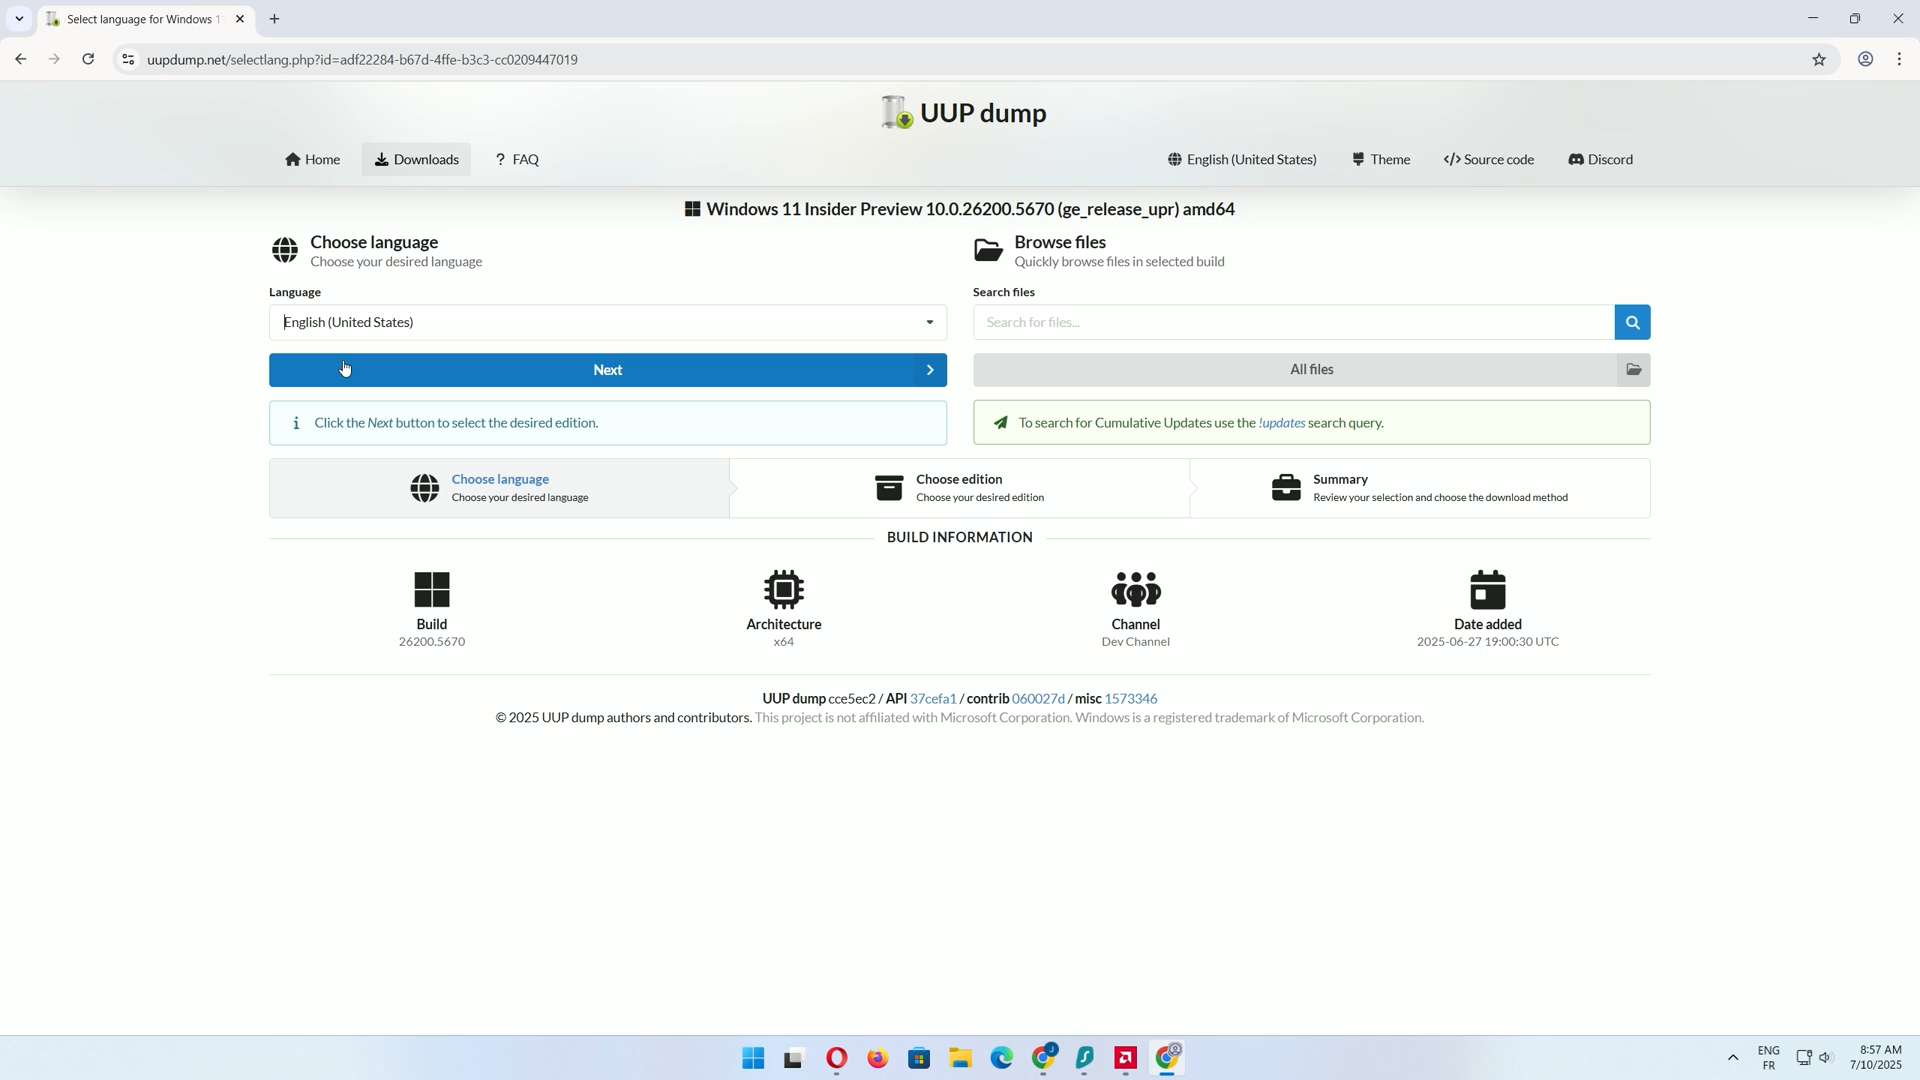 Select language for Windows 1
uupdump.net/selectlang.php?id=adf22284-b67d-4ffe-b3c3-cc0209447019
UUP dump
Home
Downloads
? FAQ
English (United States)
Theme
</> Source code
Discord
Windows 11 Insider Preview 10.0.26200.5670 (ge_release_upr) amd64
Choose language
Choose your desired language
Browse files
Quickly browse files in selected build
Language
English (United States)
Search files
Search for files...
Next
All files
Click the Next button to select the desired edition.
To search for Cumulative Updates use the !updates search query.
Choose language
Choose your desired language
Choose edition
Choose your desired edition
Summary
Review your selection and choose the download method
BUILD INFORMATION
Build
26200.5670
Architecture
x64
Channel
Dev Channel
Date added
2025-06-27 19:00:30 UTC
UUP dump cce5ec2 / API 37cefa1 / contrib 060027d / misc 1573346
© 2025 UUP dump authors and contributors. This project is not affiliated with Microsoft Corporation. Windows is a registered trademark of Microsoft Corporation.
ENG
FR
8:57 AM
7/10/2025